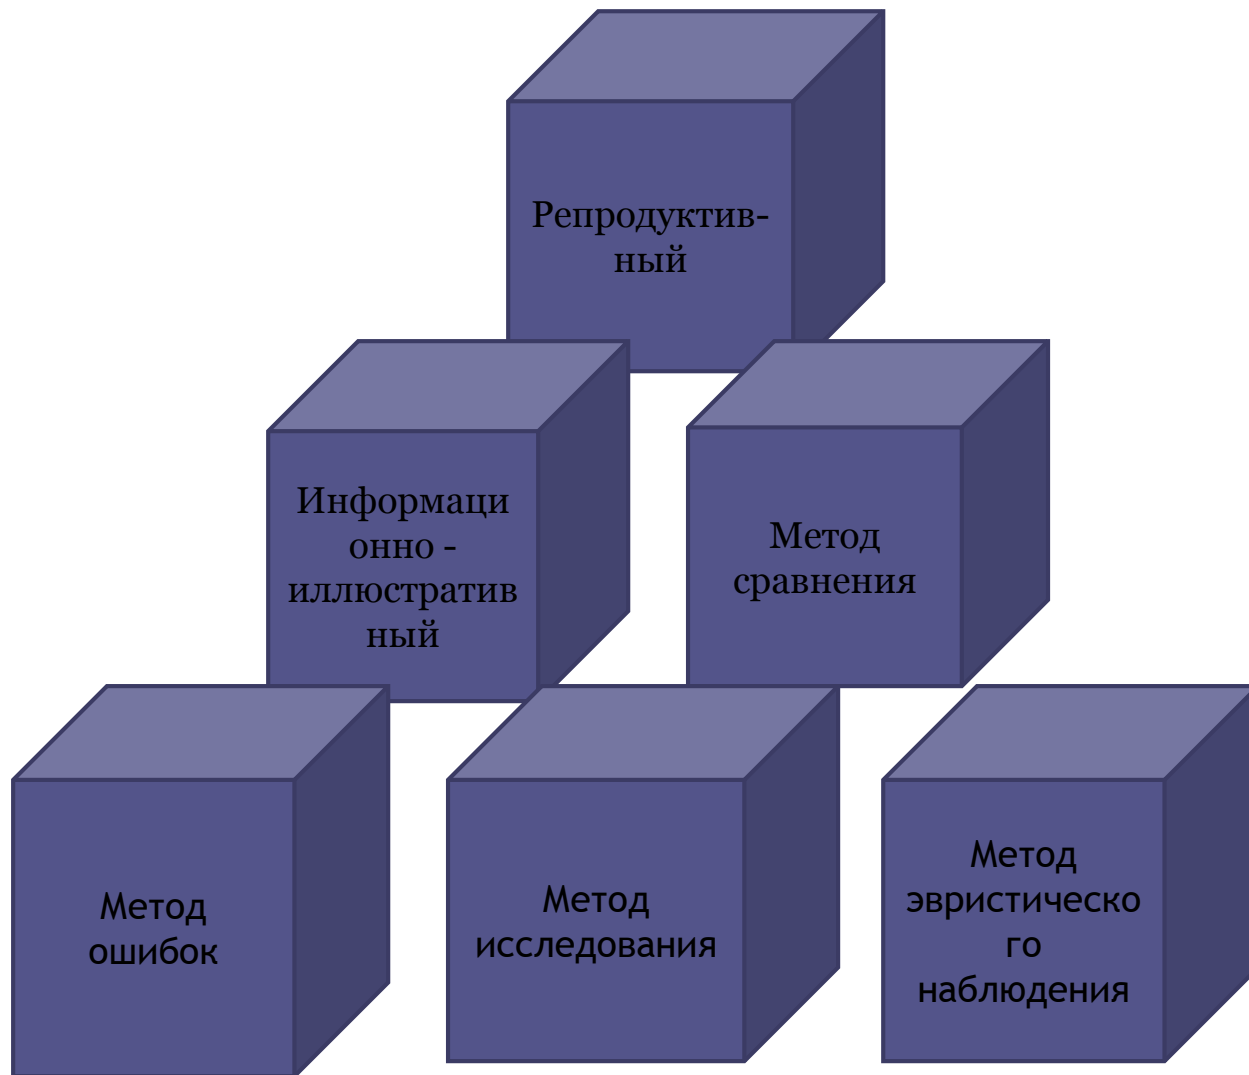 Репродуктив-
ный
Информаци
онно -
иллюстратив
ный
Метод
сравнения
Метод
ошибок
Метод
исследования
Метод
эвристическо
го
наблюдения